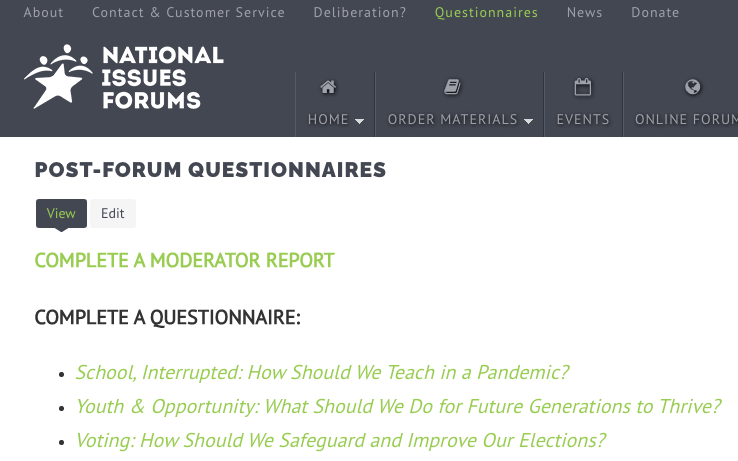 About Contact & Customer Service Deliberation? Questionnaires News Donate
NATIONAL
ISSUES
FORUMS
HOME ORDER MATERIALS EVENTS ONLINE FORUM
POST-FORUM QUESTIONNAIRES
View Edit
COMPLETE A MODERATOR REPORT
COMPLETE A QUESTIONNAIRE:
School, Interrupted: How Should We Teach in a Pandemic?
Youth & Opportunity: What Should We Do for Future Generations to Thrive?
Voting: How Should We Safeguard and Improve Our Elections?